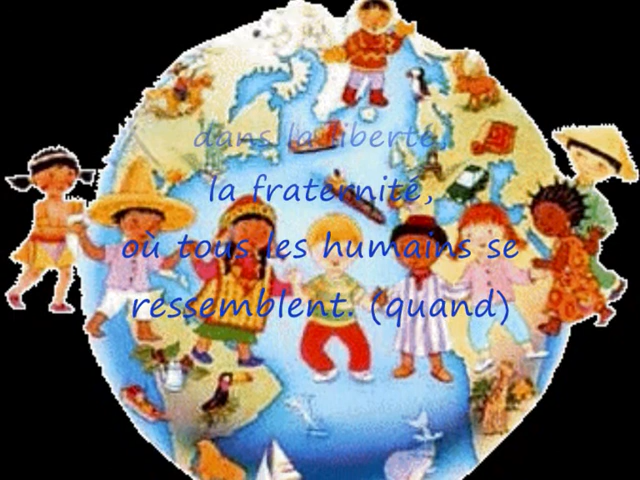 dans la liberté,
la fraternité,
où tous les humains se
ressemblent. (quand)